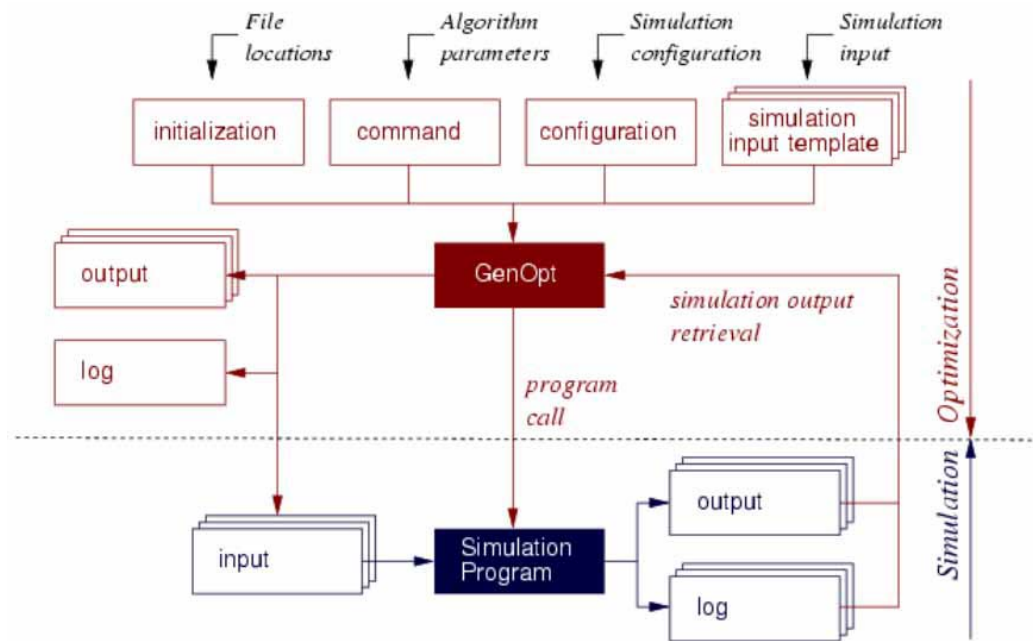 File
locations
Algorithm
parameters
Simulation
configuration
Simulation
input
initialization
command
configuration
simulation
input template
output
GenOpt
simulation output
retrieval
log
program
call
Optimization
Simulation
output
input
Simulation
Program
log